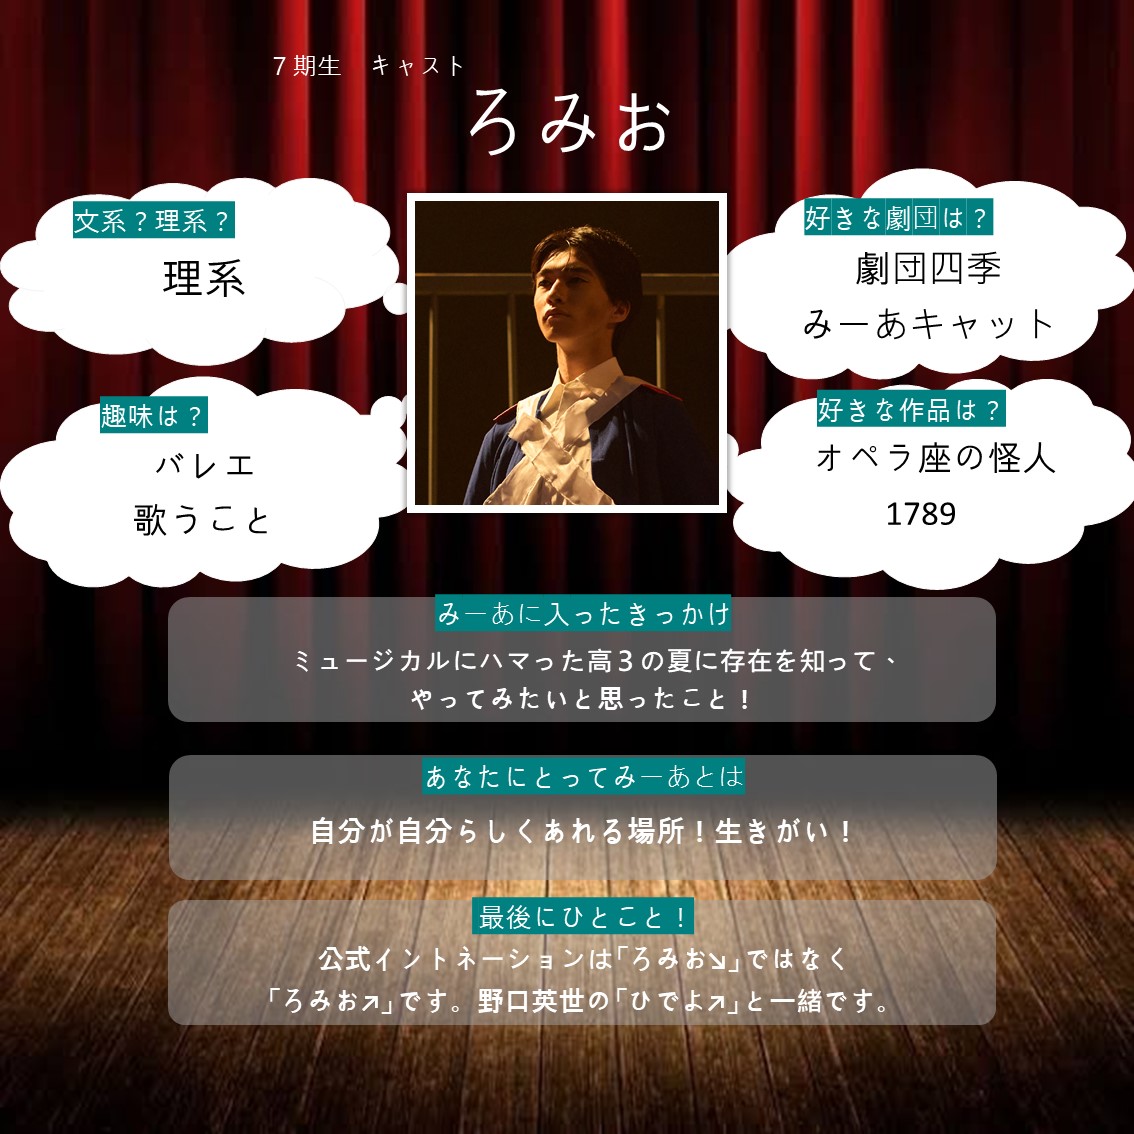 ７期生　キャスト
ろみお
文系？理系？
理系
趣味は？
バレエ
歌うこと
好きな劇団は？
劇団四季
みーあキャット
好きな作品は？
オペラ座の怪人
1789
みーあに入ったきっかけ
ミュージカルにハマった高３の夏に存在を知って、
やってみたいと思ったこと！
あなたにとってみーあとは
自分が自分らしくあれる場所！生きがい！
最後にひとこと！
公式イントネーションは「ろみお↘」ではなく
「ろみお↗」です。野口英世の「ひでよ↗」と一緒です。